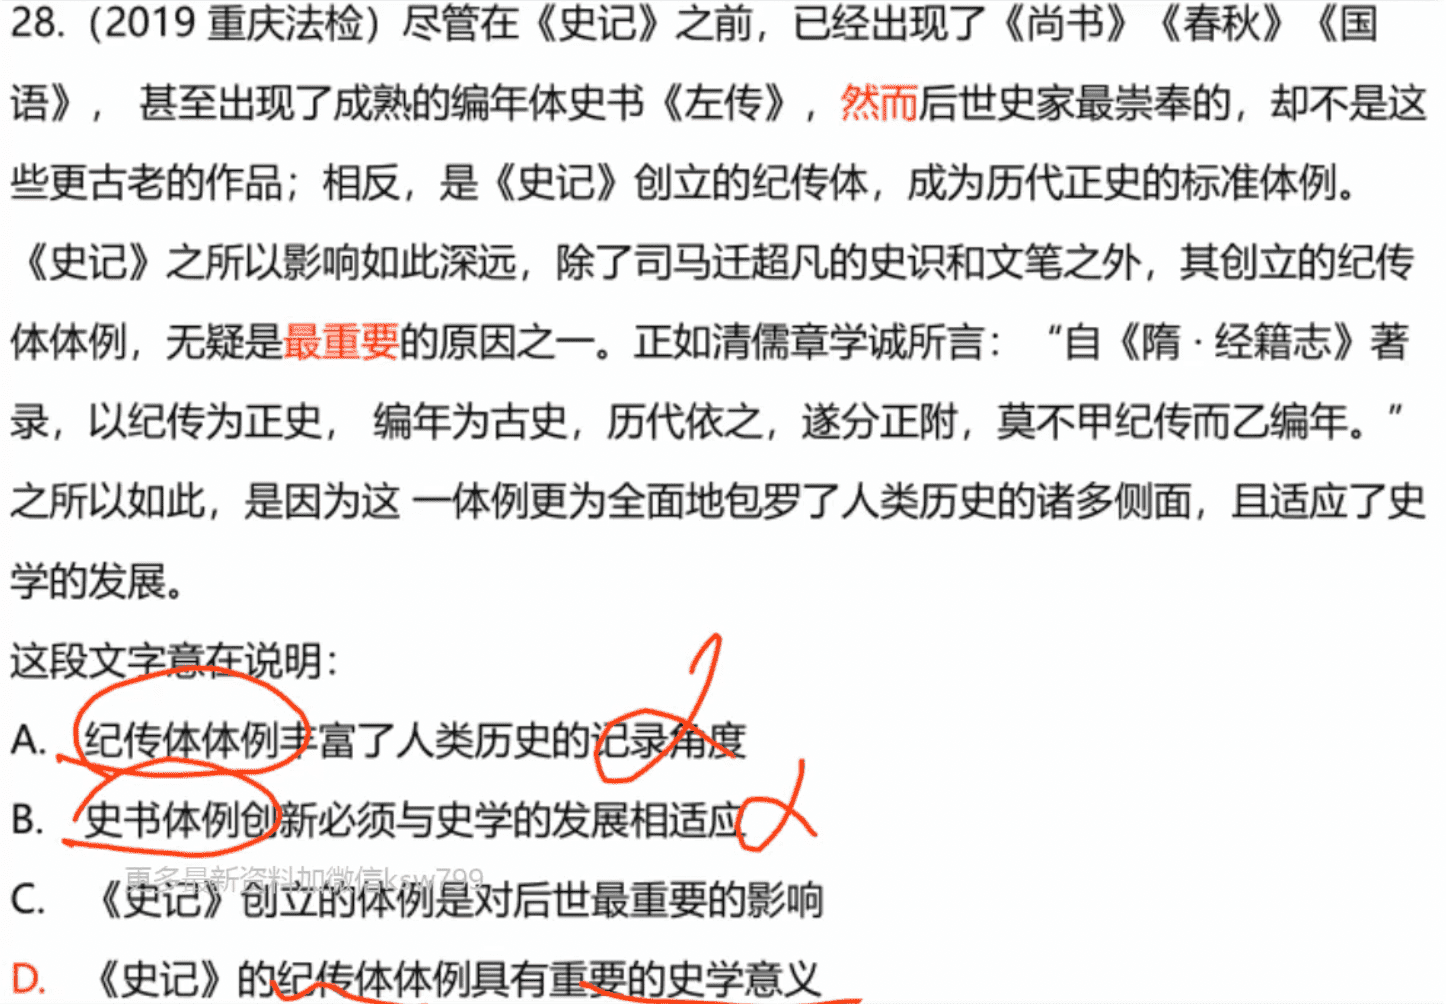 28.（2019 重庆法检）尽管在《史记》之前，已经出现了《尚书》《春秋》《国
语》， 甚至出现了成熟的编年体史书《左传》，然而后世史家最崇奉的，却不是这
些更古老的作品；相反，是《史记》创立的纪传体，成为历代正史的标准体例。
《史记》之所以影响如此深远，除了司马迁超凡的史识和文笔之外，其创立的纪传
体体例，无疑是最重要的原因之一。正如清儒章学诚所言：“自《隋·经籍志》著
录，以纪传为正史， 编年为古史，历代依之，遂分正附，莫不甲纪传而乙编年。”
之所以如此，是因为这 一体例更为全面地包罗了人类历史的诸多侧面，且适应了史
学的发展。
这段文字意在说明：
A. 纪传体体例丰富了人类历史的记录角度
B. 史书体例创新必须与史学的发展相适应
更多最新资料加微信ksw799
C. 《史记》创立的体例是对后世最重要的影响
D. 《史记》的纪传体体例具有重要的史学意义